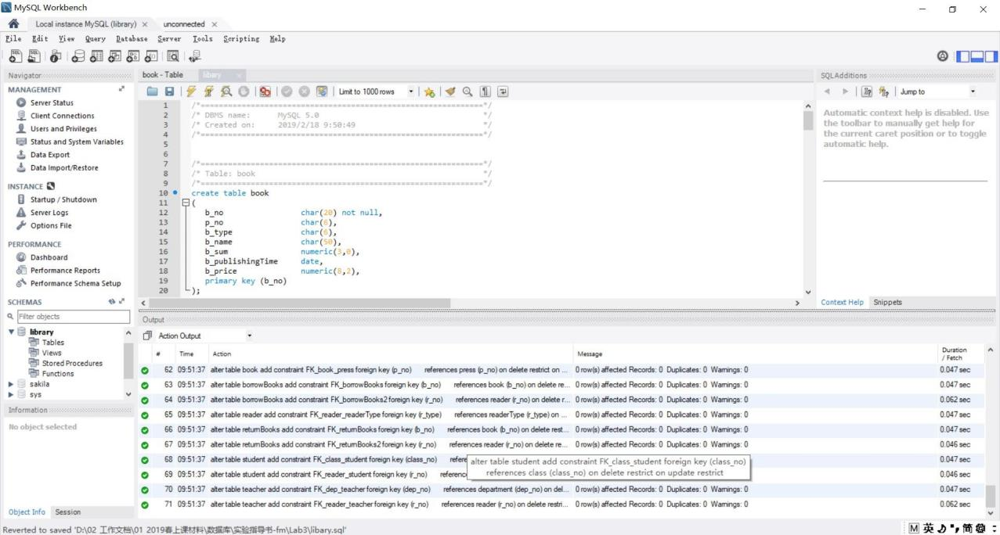 MySQL Workbench
Local instance MySQL (library) × unconnected ×
File Edit View Query Database Server Tools Scripting Help
Navigator
MANAGEMENT
Server Status
Client Connections
Users and Privileges
Status and System Variables
Data Export
Data Import/Restore
INSTANCE
Startup / Shutdown
Server Logs
Options File
PERFORMANCE
Dashboard
Performance Reports
Performance Schema Setup
SCHEMAS
Filter objects
library
Tables
Views
Stored Procedures
Functions
sakila
sys
Information
No object selected
Object Info Session
book - Table libary ×
Limit to 1000 rows
1 /*==============================================================*/
2 /* DBMS name: MySQL 5.0 */
3 /* Created on: 2019/2/18 9:50:49 */
4 /*==============================================================*/
5
6
7 /*==============================================================*/
8 /* Table: book */
9 /*==============================================================*/
10 create table book
11 (
12 b_no char(20) not null,
13 p_no char(6),
14 b_type char(6),
15 b_name char(50),
16 b_sum numeric(3,0),
17 b_publishingTime date,
18 b_price numeric(8,2),
19 primary key (b_no)
20 );
SQLAdditions
Jump to
Automatic context help is disabled. Use
the toolbar to manually get help for
the current caret position or to toggle
automatic help.
Context Help Snippets
Output
Action Output
# Time Action Message Duration / Fetch
62 09:51:37 alter table book add constraint FK_book_press foreign key (p_no) references press (p_no) on delete restrict on ... 0 row(s) affected Records: 0 Duplicates: 0 Warnings: 0 0.047 sec
63 09:51:37 alter table borrowBooks add constraint FK_borrowBooks foreign key (b_no) references book (b_no) on delete re... 0 row(s) affected Records: 0 Duplicates: 0 Warnings: 0 0.047 sec
64 09:51:37 alter table borrowBooks add constraint FK_borrowBooks2 foreign key (r_no) references reader (r_no) on delete r... 0 row(s) affected Records: 0 Duplicates: 0 Warnings: 0 0.062 sec
65 09:51:37 alter table reader add constraint FK_reader_readerType foreign key (r_type) references readerType (r_type) on ... 0 row(s) affected Records: 0 Duplicates: 0 Warnings: 0 0.047 sec
66 09:51:37 alter table returnBooks add constraint FK_returnBooks foreign key (b_no) references book (b_no) on delete rest... 0 row(s) affected Records: 0 Duplicates: 0 Warnings: 0 0.047 sec
67 09:51:37 alter table returnBooks add constraint FK_returnBooks2 foreign key (r_no) references reader (r_no) on delete re... 0 row(s) affected Records: 0 Duplicates: 0 Warnings: 0 0.046 sec
68 09:51:37 alter table student add constraint FK_class_student foreign key (class_no) refere 0.047 sec
alter table student add constraint FK_class_student foreign key (class_no)
references class (class_no) on delete restrict on update restrict
69 09:51:37 alter table student add constraint FK_reader_student foreign key (r_no) reference 0.046 sec
70 09:51:37 alter table teacher add constraint FK_dep_teacher foreign key (dep_no) references department (dep_no) on del... 0 row(s) affected Records: 0 Duplicates: 0 Warnings: 0 0.047 sec
71 09:51:37 alter table teacher add constraint FK_reader_teacher foreign key (r_no) references reader (r_no) on delete restri... 0 row(s) affected Records: 0 Duplicates: 0 Warnings: 0 0.062 sec
Reverted to saved 'D:\02 工作文档\01 2019春上课材料\数据库\实验指导书-fm\Lab3\libary.sql'
M 英 简